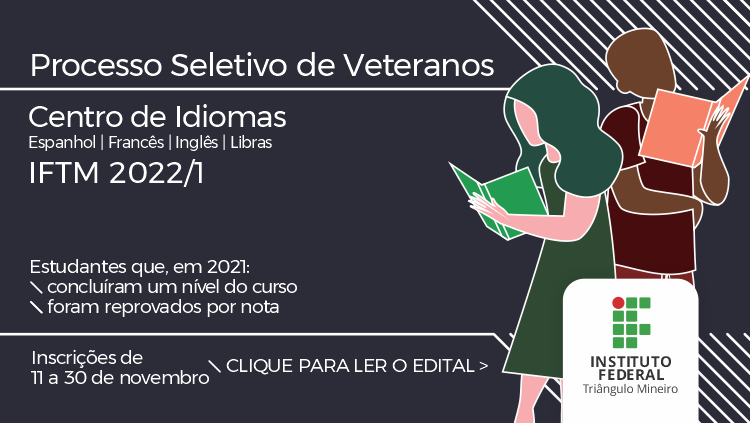 Processo Seletivo de Veteranos
Centro de Idiomas
Espanhol | Francês | Inglês | Libras
IFTM 2022/1
Estudantes que, em 2021:
\ concluíram um nível do curso
\ foram reprovados por nota
Inscrições de
11 a 30 de novembro
\ CLIQUE PARA LER O EDITAL >
INSTITUTO
FEDERAL
Triângulo Mineiro